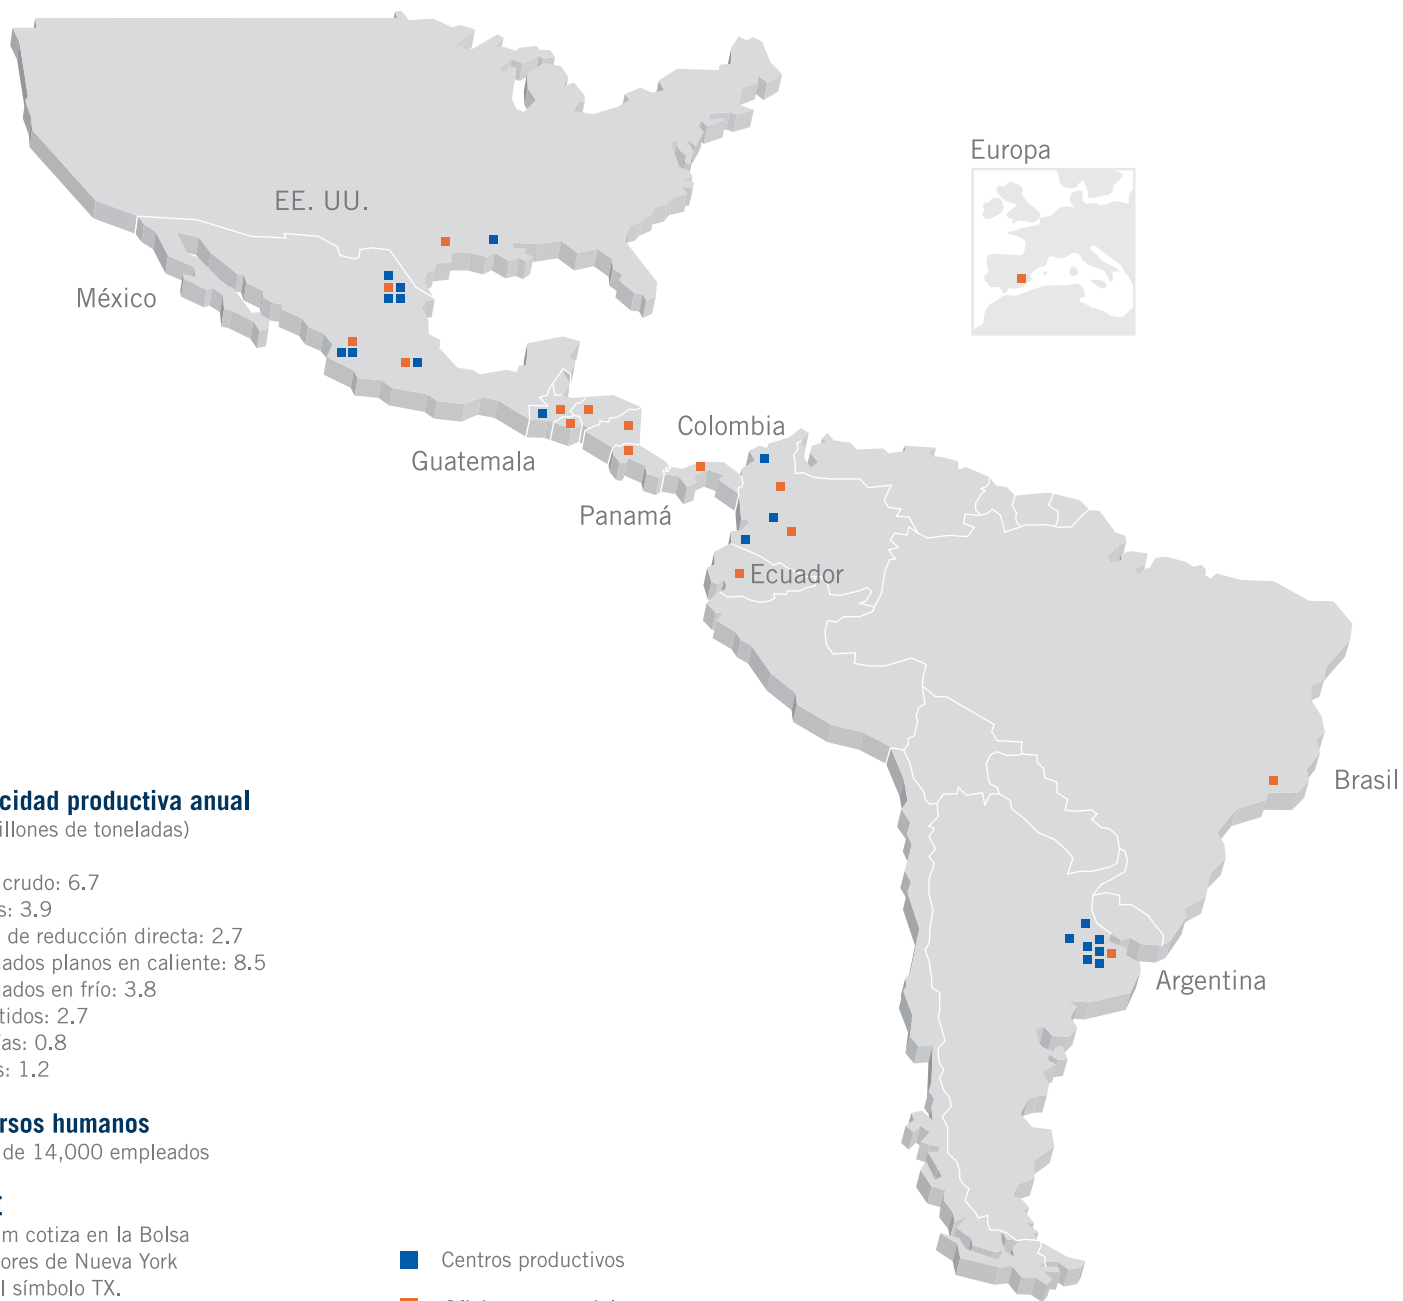 Europa
EE. UU.
México
Colombia
Guatemala
Panamá
Ecuador
Brasil
Argentina
cidad productiva anual
illones de toneladas)
crudo: 6.7
s: 3.9
de reducción directa: 2.7
ados planos en caliente: 8.5
ados en frío: 3.8
tidos: 2.7
ías: 0.8
s: 1.2
rsos humanos
de 14,000 empleados
m cotiza en la Bolsa
ores de Nueva York
l símbolo TX.
Centros productivos